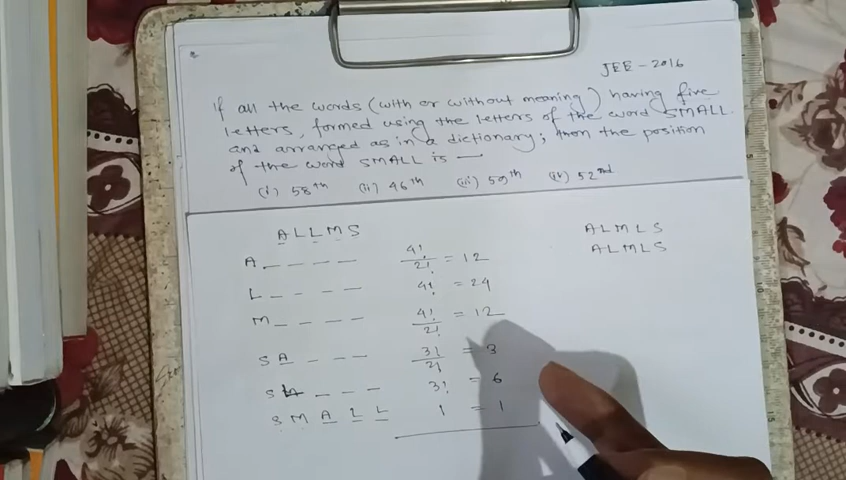 *
JEE - 2016
If all the words (with or without meaning) having five
letters, formed using the letters of the word SMALL
and arranged as in a dictionary; then the position
of the word SMALL is —
(i) 58th (ii) 46th (iii) 59th (iv) 52nd
A L L M S
A _ _ _ _ 4!/2! = 12
L _ _ _ _ 4! = 24
M _ _ _ _ 4!/2! = 12
S A _ _ _ 3!/2! = 3
S L _ _ _ 3! = 6
S M A L L 1 = 1
A L M L S
A L M L S